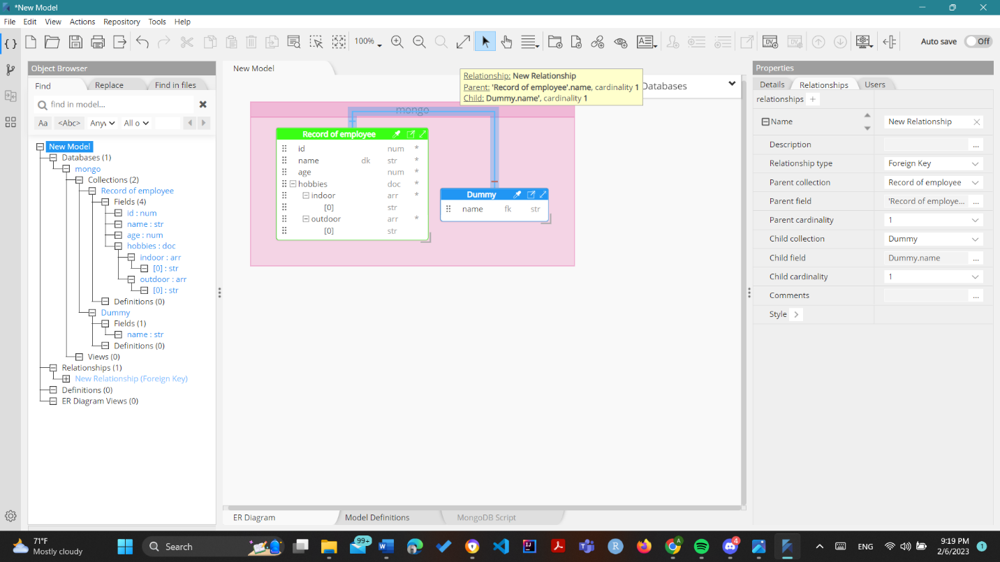 *New Model
File Edit View Actions Repository Tools Help
100%
Auto save Off
Object Browser
Find Replace Find in files
find in model...
Aa <Abc> Any All o
New Model
Databases (1)
mongo
Collections (2)
Record of employee
Fields (4)
id : num
name : str
age : num
hobbies : doc
indoor : arr
[0] : str
outdoor : arr
[0] : str
Definitions (0)
Dummy
Fields (1)
name : str
Definitions (0)
Views (0)
Relationships (1)
New Relationship (Foreign Key)
Definitions (0)
ER Diagram Views (0)
New Model
Databases
Relationship: New Relationship
Parent: 'Record of employee'.name, cardinality 1
Child: Dummy.name', cardinality 1
mongo
Record of employee
id num *
name dk str *
age num *
hobbies doc *
indoor arr *
[0] str
outdoor arr *
[0] str
Dummy
name fk str
ER Diagram Model Definitions MongoDB Script
Properties
Details Relationships Users
relationships +
Name New Relationship
Description ...
Relationship type Foreign Key
Parent collection Record of employee
Parent field 'Record of employe... ...
Parent cardinality 1
Child collection Dummy
Child field Dummy.name ...
Child cardinality 1
Comments ...
Style
71°F
Mostly cloudy
Search
99+
4
ENG
9:19 PM
2/6/2023
1